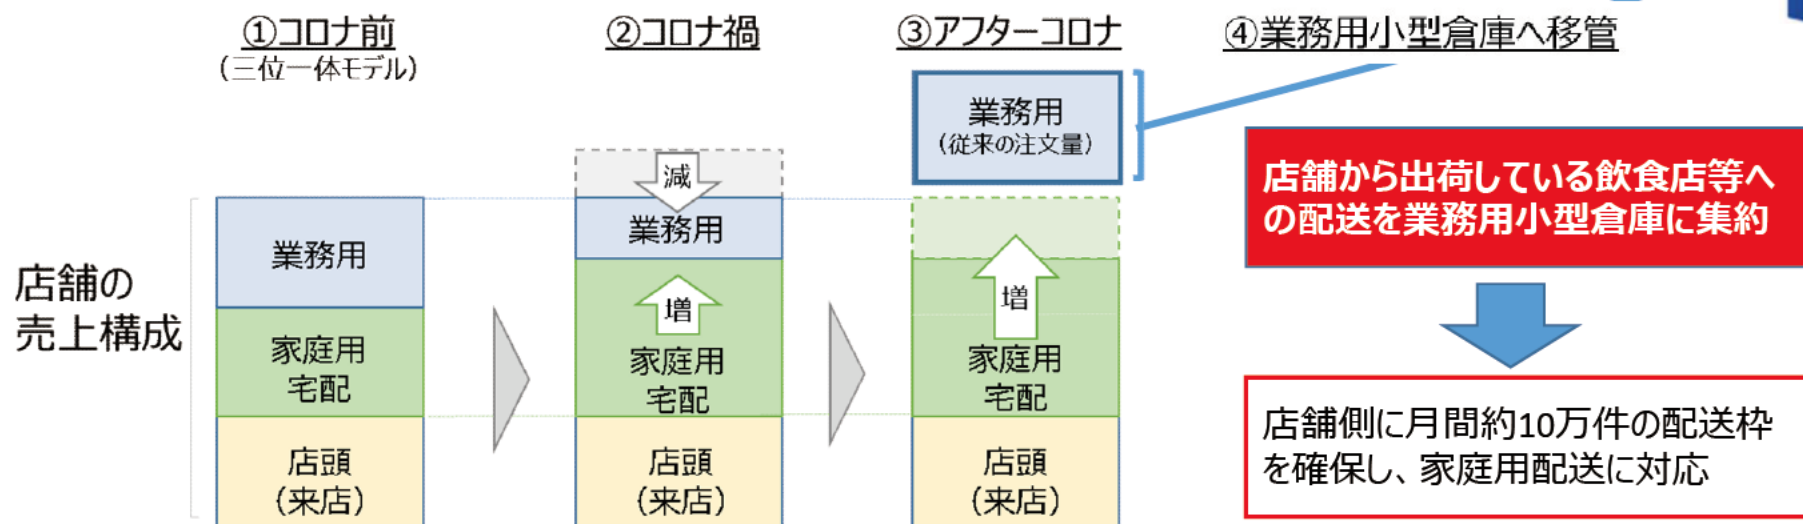 ①コロナ前
（三位一体モデル）
②コロナ禍
③アフターコロナ
④業務用小型倉庫へ移管
店舗の
売上構成
業務用
家庭用
宅配
店頭
（来店）
減
業務用
増
家庭用
宅配
店頭
（来店）
業務用
（従来の注文量）
増
家庭用
宅配
店頭
（来店）
店舗から出荷している飲食店等へ
の配送を業務用小型倉庫に集約
店舗側に月間約10万件の配送枠
を確保し、家庭用配送に対応